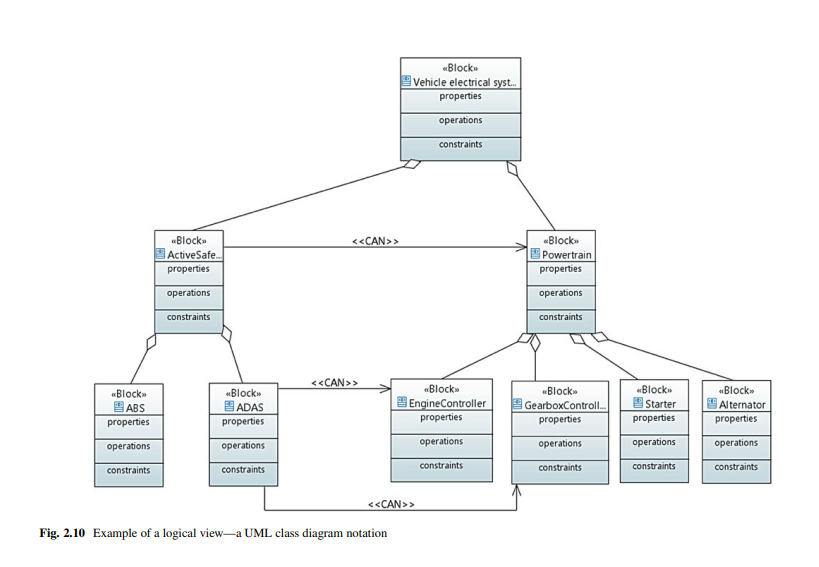 «Block»
Vehicle electrical syst...
properties
operations
constraints
«Block»
ActiveSafe...
properties
operations
constraints
<<CAN>>
«Block»
Powertrain
properties
operations
constraints
«Block»
ABS
properties
operations
constraints
«Block»
ADAS
properties
operations
constraints
<<CAN>>
«Block»
EngineController
properties
operations
constraints
«Block»
GearboxControll...
properties
operations
constraints
«Block»
Starter
properties
operations
constraints
«Block»
Alternator
properties
operations
constraints
<<CAN>>
Fig. 2.10 Example of a logical view—a UML class diagram notation